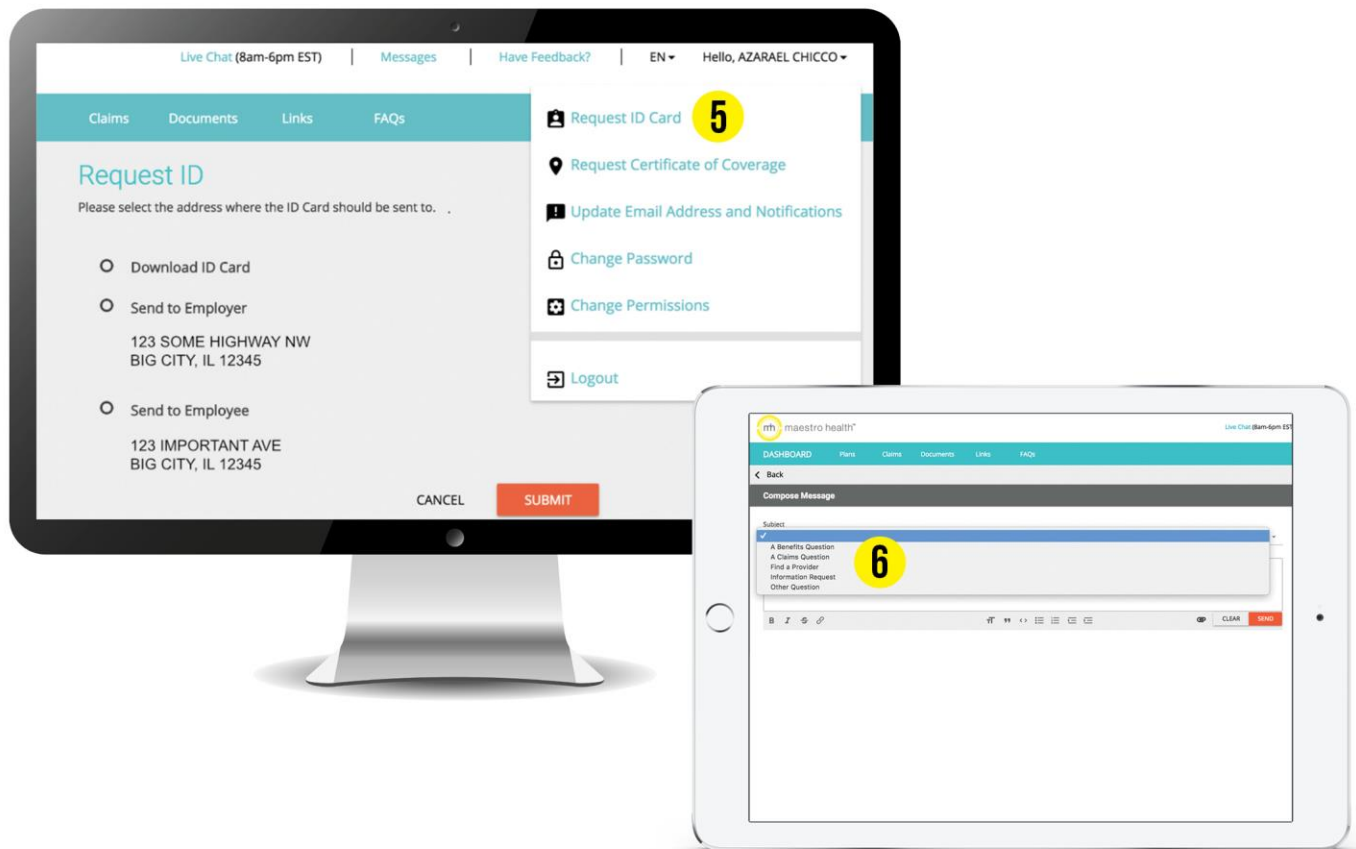 Live Chat (8am-6pm EST) | Messages | Have Feedback? | EN Hello, AZARAEL CHICCO
Claims Documents Links FAQs
Request ID Card 5
Request Certificate of Coverage
Update Email Address and Notifications
Change Password
Change Permissions
Logout
Request ID
Please select the address where the ID Card should be sent to. .
Download ID Card
Send to Employer
123 SOME HIGHWAY NW
BIG CITY, IL 12345
Send to Employee
123 IMPORTANT AVE
BIG CITY, IL 12345
CANCEL SUBMIT
mh maestro health™ Live Chat (8am-6pm EST
DASHBOARD Plans Claims Documents Links FAQs
Back
Compose Message
Subject
A Benefits Question
A Claims Question
Find a Provider
Information Request
Other Question
6
B I S CLEAR SEND